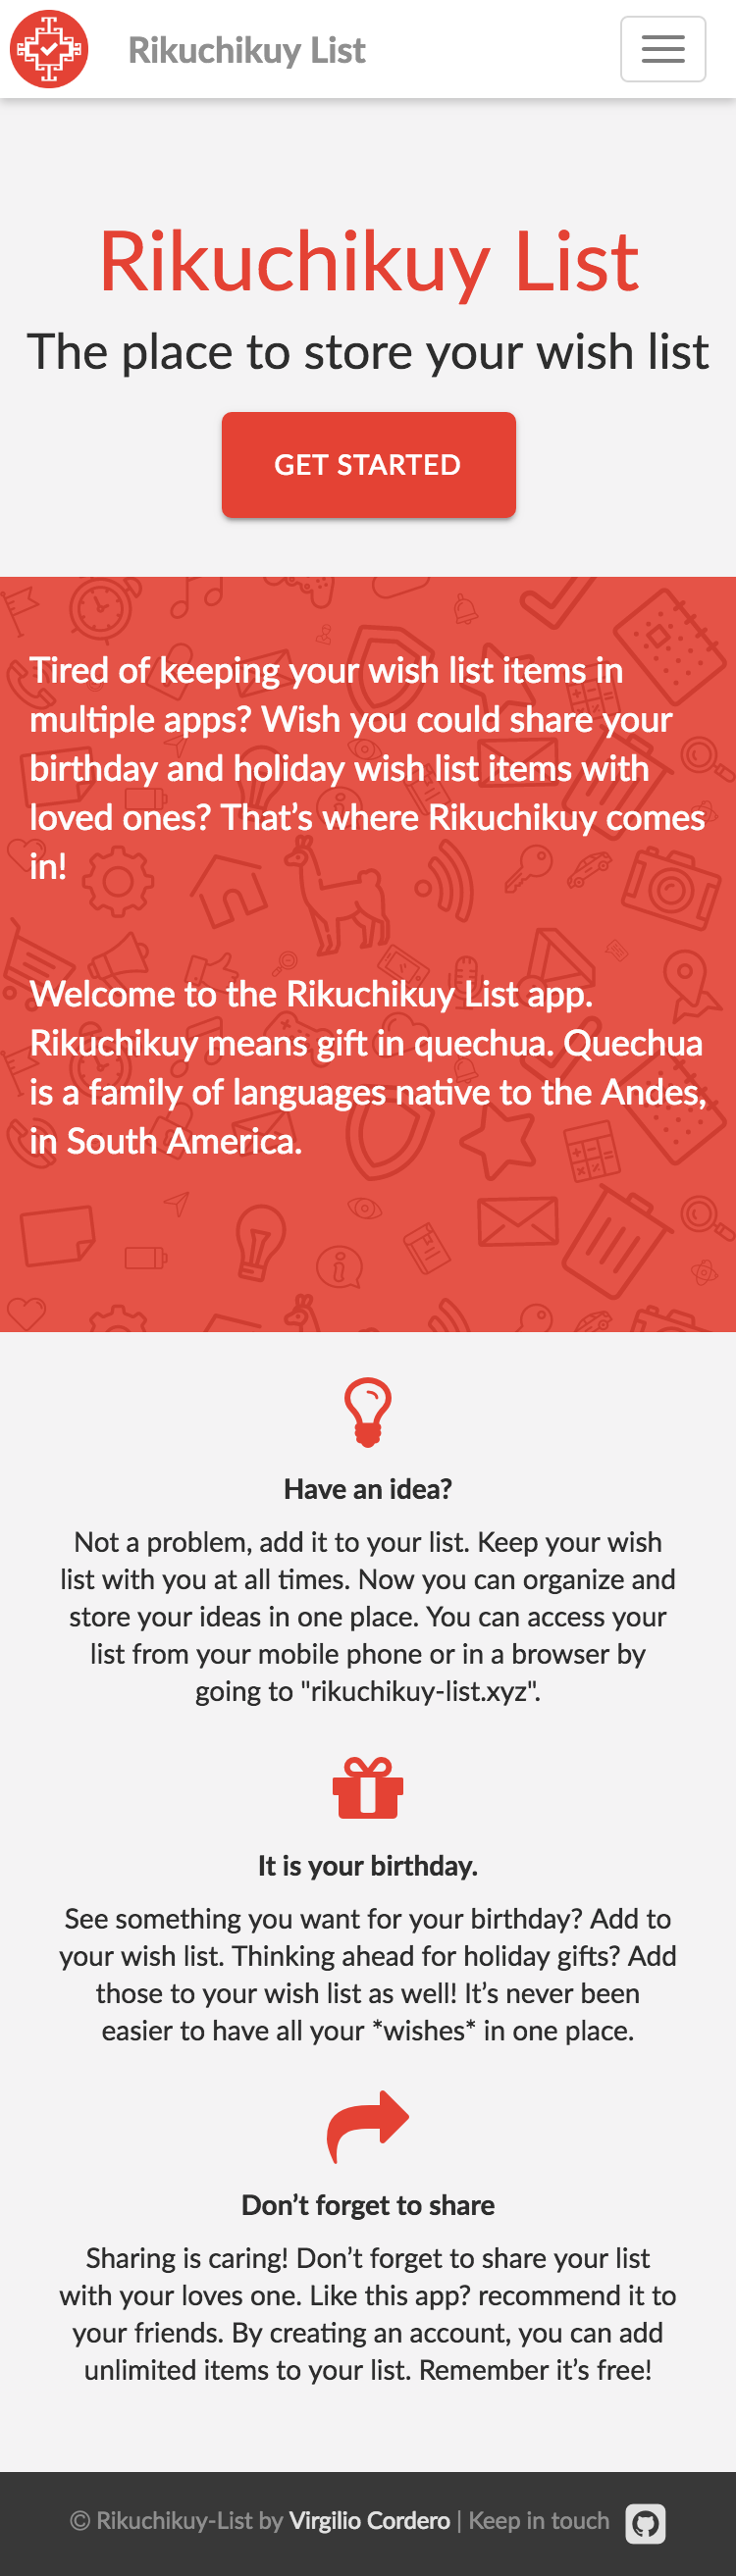 Rikuchikuy List
Rikuchikuy List
The place to store your wish list
GET STARTED
Tired of keeping your wish list items in
multiple apps? Wish you could share your
birthday and holiday wish list items with
loved ones? That's where Rikuchikuy comes
in!
Welcome to the Rikuchikuy List app.
Rikuchikuy means gift in quechua. Quechua
is a family of languages native to the Andes,
in South America.
Have an idea?
Not a problem, add it to your list. Keep your wish
list with you at all times. Now you can organize and
store your ideas in one place. You can access your
list from your mobile phone or in a browser by
going to "rikuchikuy-list.xyz".
It is your birthday.
See something you want for your birthday? Add to
your wish list. Thinking ahead for holiday gifts? Add
those to your wish list as well! It's never been
easier to have all your *wishes* in one place.
Don't forget to share
Sharing is caring! Don't forget to share your list
with your loves one. Like this app? recommend it to
your friends. By creating an account, you can add
unlimited items to your list. Remember it's free!
© Rikuchikuy-List by Virgilio Cordero | Keep in touch